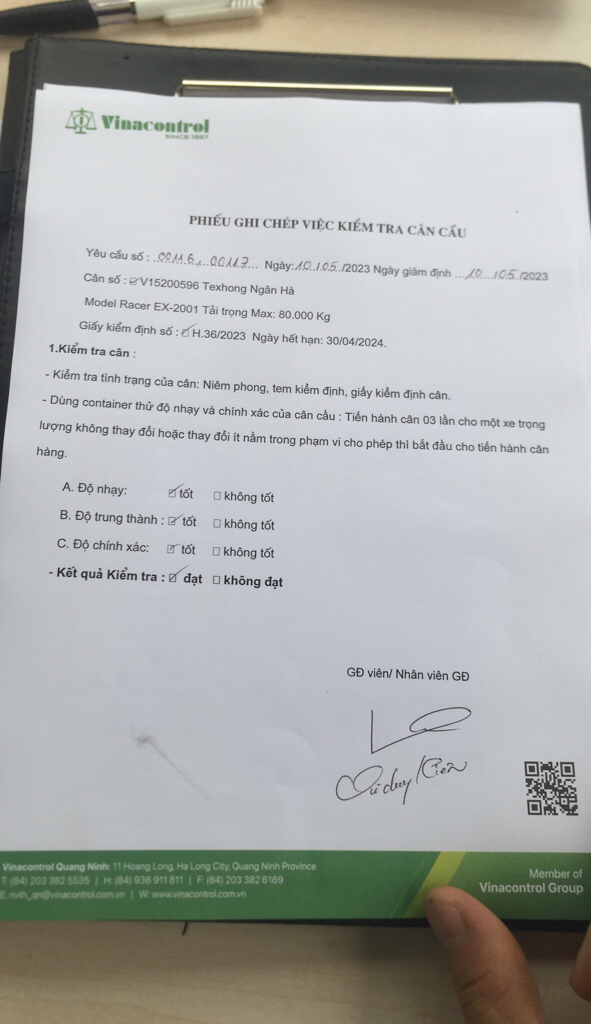 Vinacontrol
SINCE 1957
PHIẾU GHI CHÉP VIỆC KIỂM TRA CÂN CẦU
Yêu cầu số : 00116, 00117 Ngày: 10/05/2023 Ngày giám định 10/05/2023
Cân số : ☑V15200596 Texhong Ngân Hà
Model Racer EX-2001 Tải trọng Max: 80.000 Kg
Giấy kiểm định số : ☑ H.36/2023 Ngày hết hạn: 30/04/2024.
1.Kiểm tra cân :
- Kiểm tra tình trạng của cân: Niêm phong, tem kiểm định, giấy kiểm định cân.
- Dùng container thử độ nhạy và chính xác của cân cầu : Tiến hành cân 03 lần cho một xe trọng
lượng không thay đổi hoặc thay đổi ít nằm trong phạm vi cho phép thì bắt đầu cho tiến hành cân
hàng.
A. Độ nhạy: ☑ tốt ☐ không tốt
B. Độ trung thành : ☑ tốt ☐ không tốt
C. Độ chính xác: ☑ tốt ☐ không tốt
- Kết quả Kiểm tra : ☑ đạt ☐ không đạt
GĐ viên/ Nhân viên GĐ
duy Kiên
Vinacontrol Quang Ninh: 11 Hoang Long, Ha Long City, Quang Ninh Province
T: (84) 203 382 5535 | H: (84) 936 911 811 | F: (84) 203 382 6169
E: nvth_qn@vinacontrol.com.vn | W: www.vinacontrol.com.vn
Member of
Vinacontrol Group